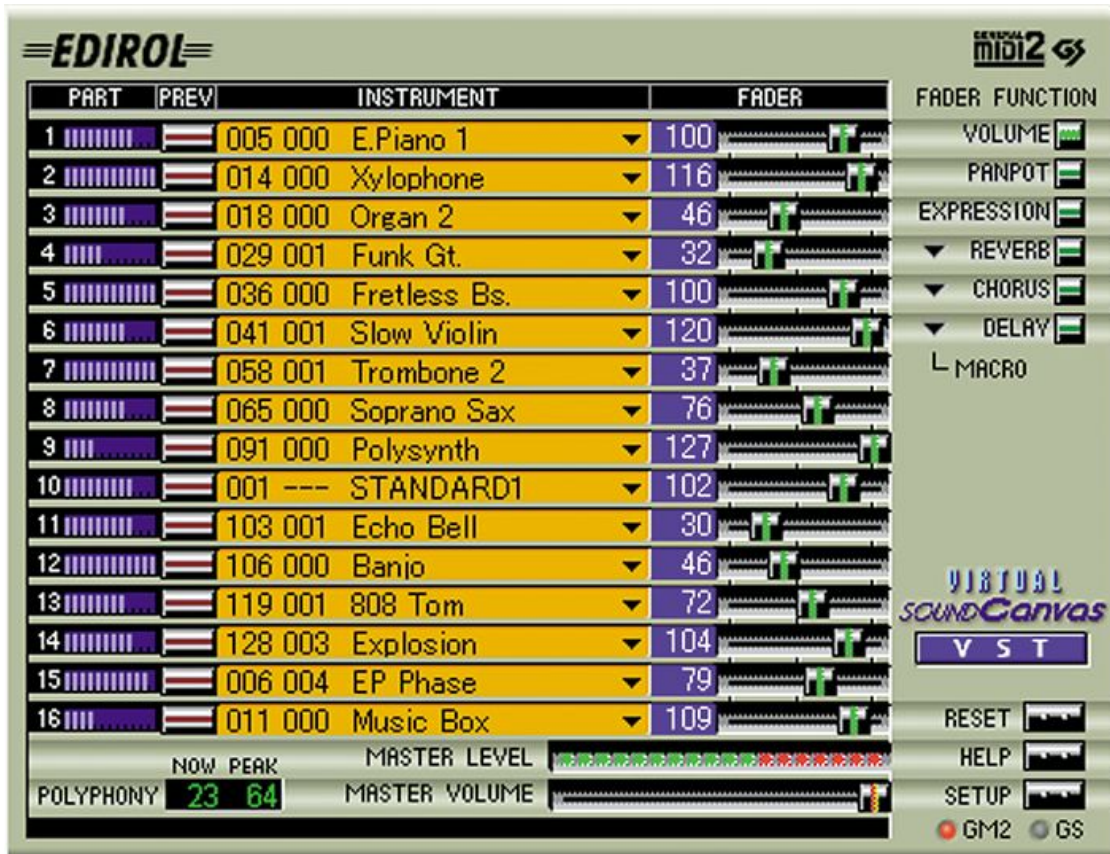 EDIROL GENERAL MIDI2 GS
PART PREV INSTRUMENT FADER FADER FUNCTION
1 005 000 E.Piano 1 100 VOLUME
2 014 000 Xylophone 116 PANPOT
3 018 000 Organ 2 46 EXPRESSION
4 029 001 Funk Gt. 32 REVERB
5 036 000 Fretless Bs. 100 CHORUS
6 041 001 Slow Violin 120 DELAY
7 058 001 Trombone 2 37 MACRO
8 065 000 Soprano Sax 76
9 091 000 Polysynth 127
10 001 --- STANDARD1 102
11 103 001 Echo Bell 30
12 106 000 Banjo 46 VIRTUAL
13 119 001 808 Tom 72 SOUND Canvas
14 128 003 Explosion 104 VST
15 006 004 EP Phase 79
16 011 000 Music Box 109 RESET
NOW PEAK MASTER LEVEL HELP
POLYPHONY 23 64 MASTER VOLUME SETUP
GM2 GS